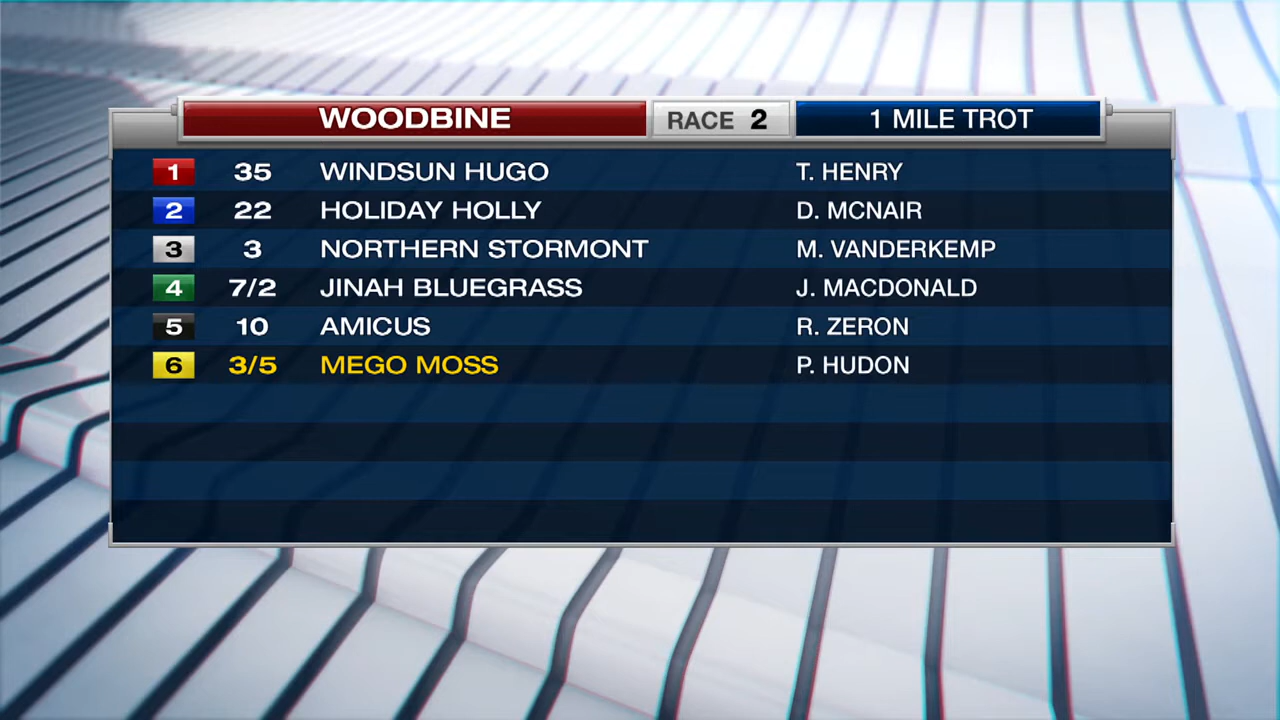 WOODBINE RACE 2 1 MILE TROT
1 35 WINDSUN HUGO T. HENRY
2 22 HOLIDAY HOLLY D. MCNAIR
3 3 NORTHERN STORMONT M. VANDERKEMP
4 7/2 JINAH BLUEGRASS J. MACDONALD
5 10 AMICUS R. ZERON
6 3/5 MEGO MOSS P. HUDON